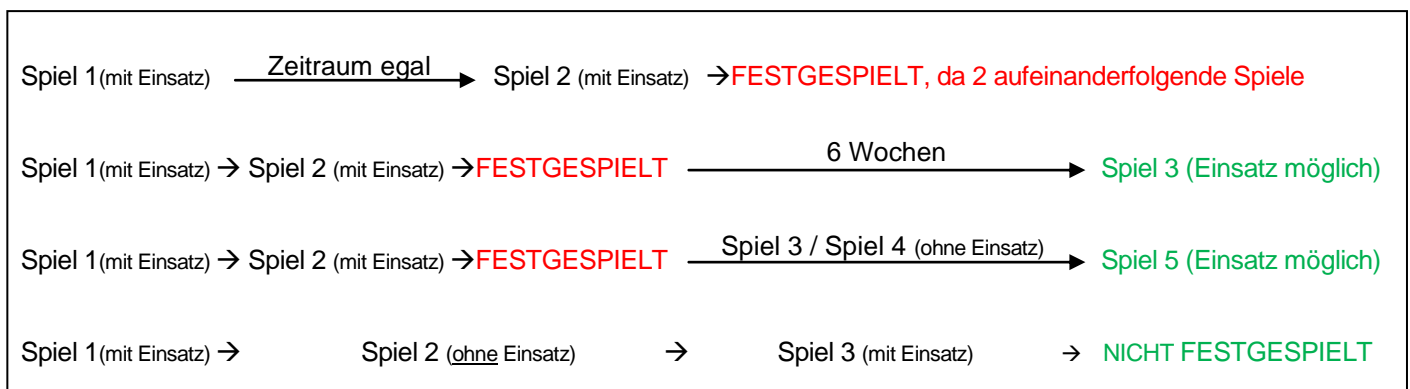 Spiel 1(mit Einsatz) Zeitraum egal Spiel 2 (mit Einsatz) →FESTGESPIELT, da 2 aufeinanderfolgende Spiele
Spiel 1(mit Einsatz) → Spiel 2 (mit Einsatz) →FESTGESPIELT 6 Wochen Spiel 3 (Einsatz möglich)
Spiel 1(mit Einsatz) → Spiel 2 (mit Einsatz) →FESTGESPIELT Spiel 3 / Spiel 4 (ohne Einsatz) Spiel 5 (Einsatz möglich)
Spiel 1(mit Einsatz) → Spiel 2 (ohne Einsatz) → Spiel 3 (mit Einsatz) → NICHT FESTGESPIELT